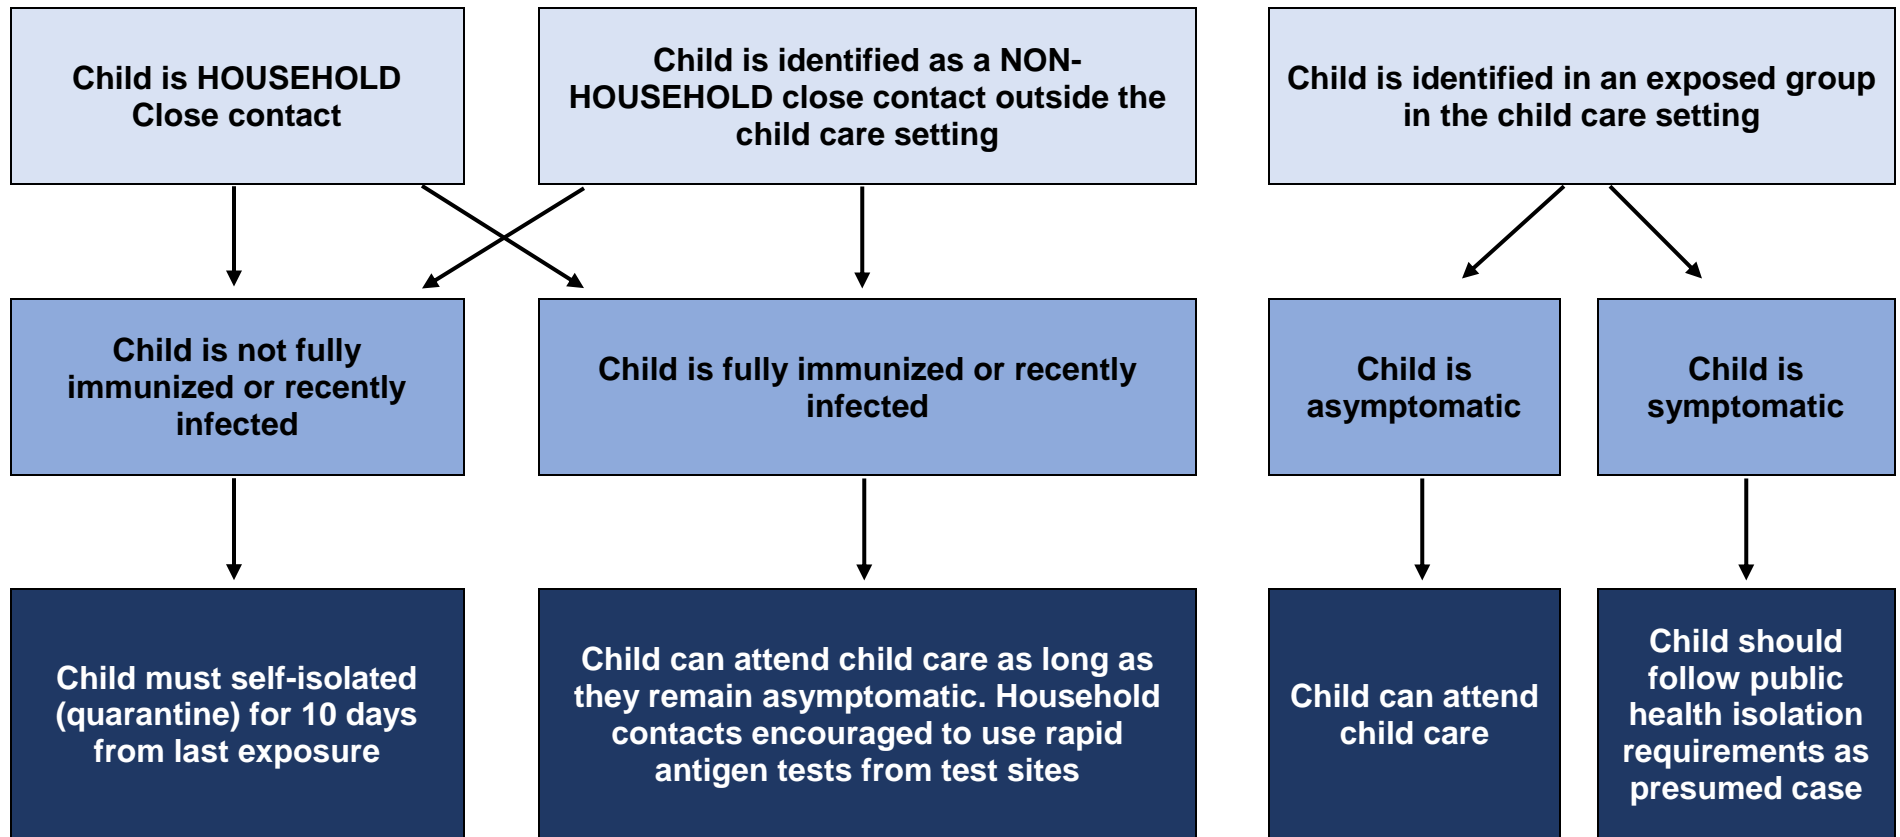 Child is HOUSEHOLD
Close contact
Child is identified as a NON-
HOUSEHOLD close contact outside the
child care setting
Child is identified in an exposed group
in the child care setting
Child is not fully
immunized or recently
infected
Child is fully immunized or recently
infected
Child is
asymptomatic
Child is
symptomatic
Child must self-isolated
(quarantine) for 10 days
from last exposure
Child can attend child care as long as
they remain asymptomatic. Household
contacts encouraged to use rapid
antigen tests from test sites
Child can attend
child care
Child should
follow public
health isolation
requirements as
presumed case